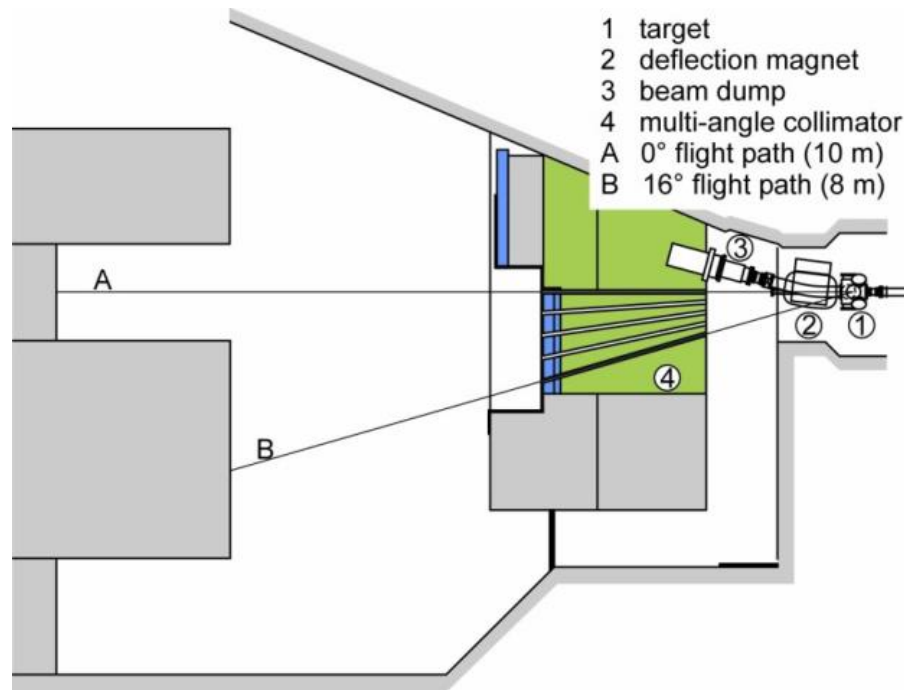 1 target
2 deflection magnet
3 beam dump
4 multi-angle collimator
A 0° flight path (10 m)
B 16° flight path (8 m)
3
A
2
1
4
B